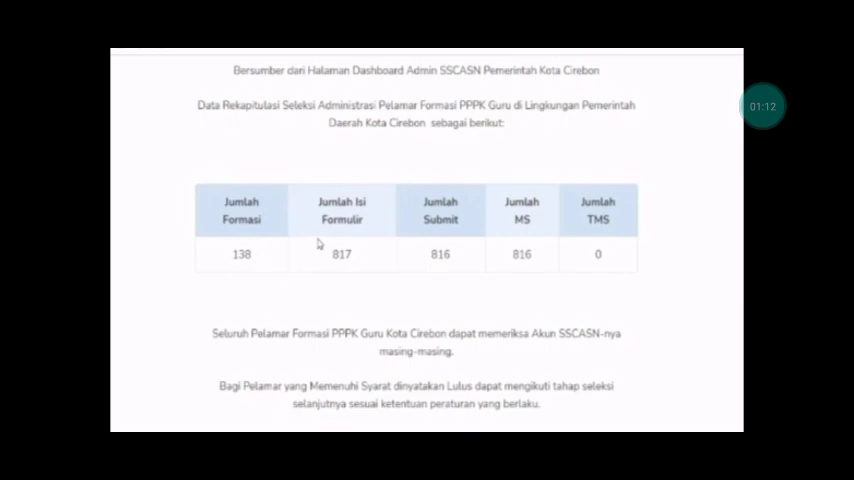 Bersumber dari Halaman Dashboard Admin SSCASN Pemerintah Kota Cirebon
Data Rekapitulasi Seleksi Administrasi Pelamar Formasi PPPK Guru di Lingkungan Pemerintah
Daerah Kota Cirebon sebagai berikut:
01:12
Jumlah Formasi Jumlah Isi Formulir Jumlah Submit Jumlah MS Jumlah TMS
138 817 816 816 0
Seluruh Pelamar Formasi PPPK Guru Kota Cirebon dapat memeriksa Akun SSCASN-nya
masing-masing.
Bagi Pelamar yang Memenuhi Syarat dinyatakan Lulus dapat mengikuti tahap seleksi
selanjutnya sesuai ketentuan peraturan yang berlaku.